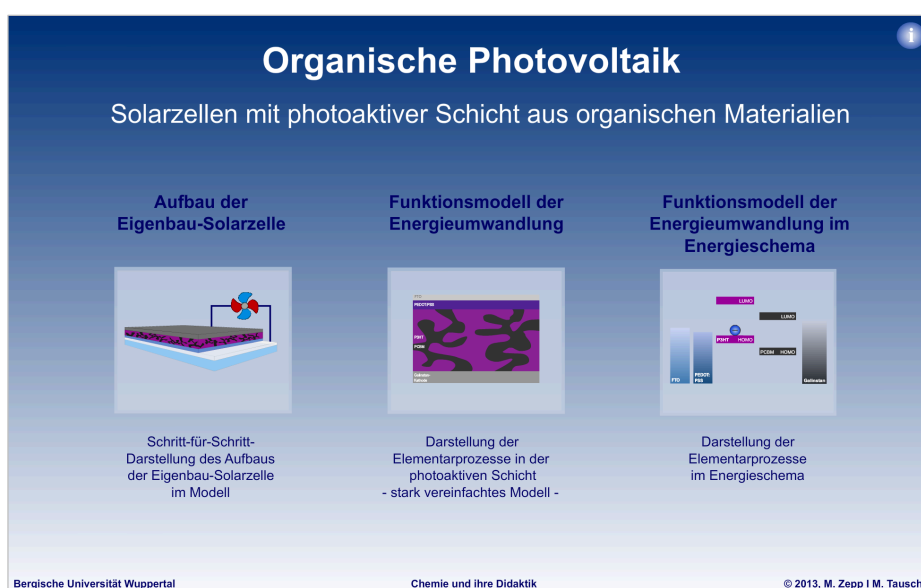 i
Organische Photovoltaik
Solarzellen mit photoaktiver Schicht aus organischen Materialien
Aufbau der
Eigenbau-Solarzelle
Schritt-für-Schritt-
Darstellung des Aufbaus
der Eigenbau-Solarzelle
im Modell
Funktionsmodell der
Energieumwandlung
FTO
PEDOT:PSS
P3HT
PCBM
Galinstan-
Kathode
Darstellung der
Elementarprozesse in der
photoaktiven Schicht
- stark vereinfachtes Modell -
Funktionsmodell der
Energieumwandlung im
Energieschema
LUMO
LUMO
P3HT HOMO
PCBM HOMO
FTO
PEDOT:
PSS
Galinstan
Darstellung der
Elementarprozesse
im Energieschema
Bergische Universität Wuppertal
Chemie und ihre Didaktik
© 2013, M. Zepp I M. Tausch